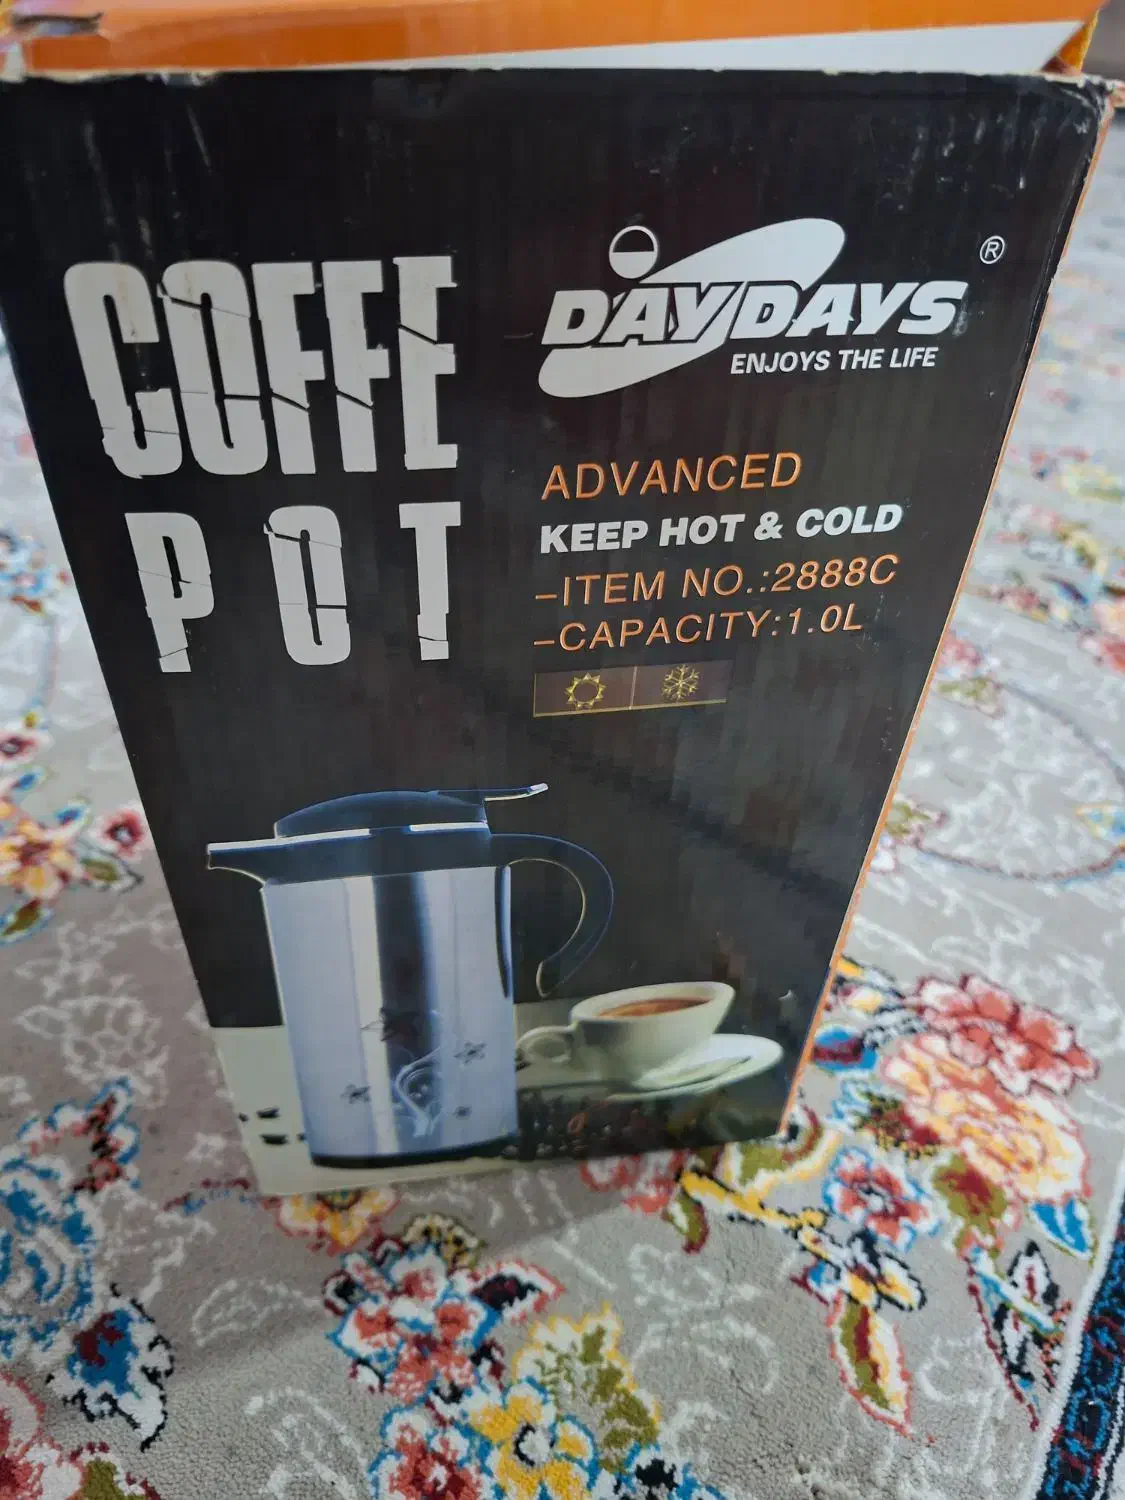 COFFE
POT
DAYDAYS ®
ENJOYS THE LIFE
ADVANCED
KEEP HOT & COLD
-ITEM NO.:2888C
-CAPACITY:1.0L